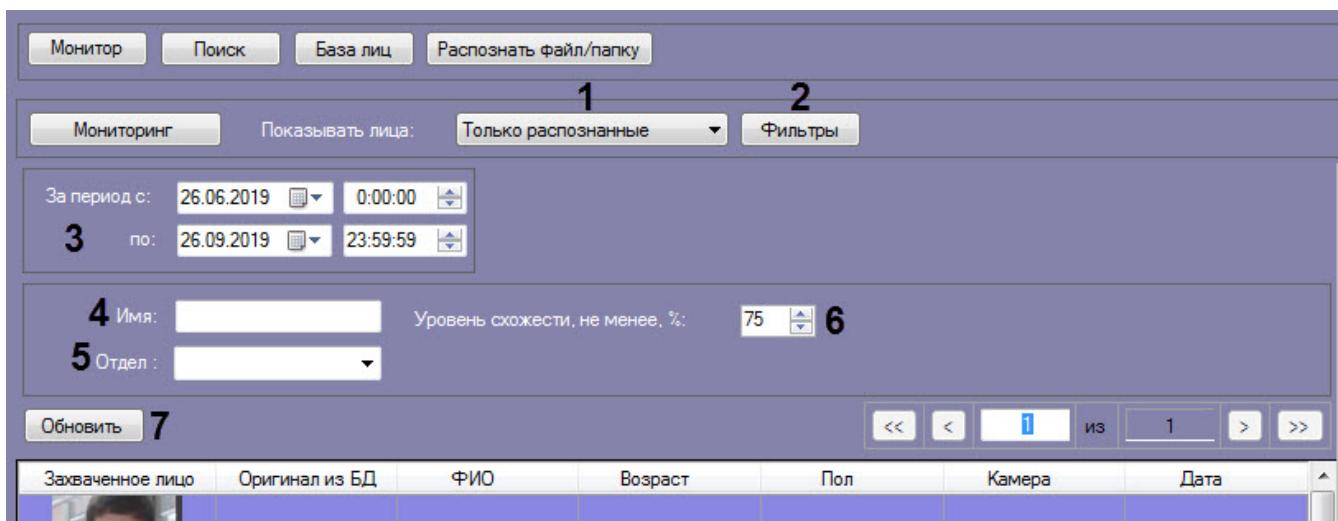 Монитор Поиск База лиц Распознать файл/папку
1 2
Мониторинг Показывать лица: Только распознанные Фильтры
За период с: 26.06.2019 0:00:00
3 по: 26.09.2019 23:59:59
4 Имя: Уровень схожести, не менее, %: 75 6
5 Отдел :
Обновить 7 << < 1 из 1 > >>
Захваченное лицо Оригинал из БД ФИО Возраст Пол Камера Дата